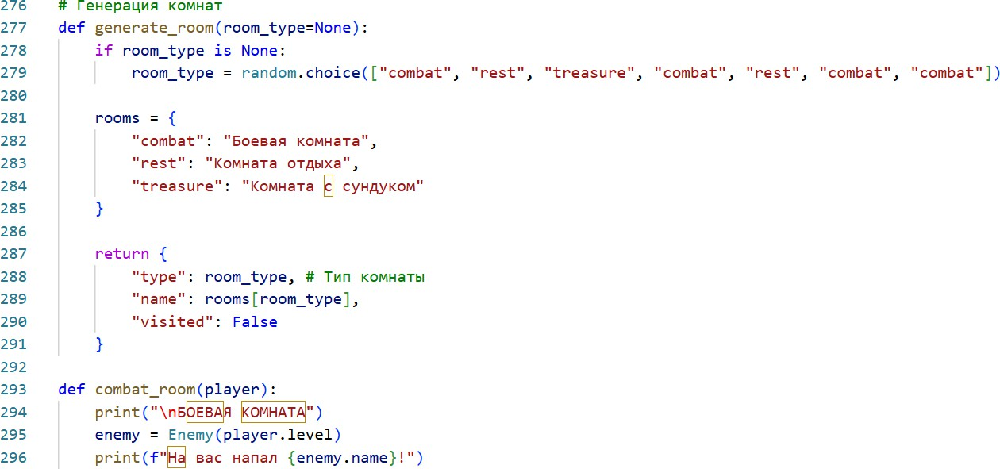 276 # Генерация комнат
277 def generate_room(room_type=None):
278     if room_type is None:
279         room_type = random.choice(["combat", "rest", "treasure", "combat", "rest", "combat", "combat"])
280
281     rooms = {
282         "combat": "Боевая комната",
283         "rest": "Комната отдыха",
284         "treasure": "Комната с сундуком"
285     }
286
287     return {
288         "type": room_type, # Тип комнаты
289         "name": rooms[room_type],
290         "visited": False
291     }
292
293 def combat_room(player):
294     print("\nБОЕВАЯ КОМНАТА")
295     enemy = Enemy(player.level)
296     print(f"На вас напал {enemy.name}!")